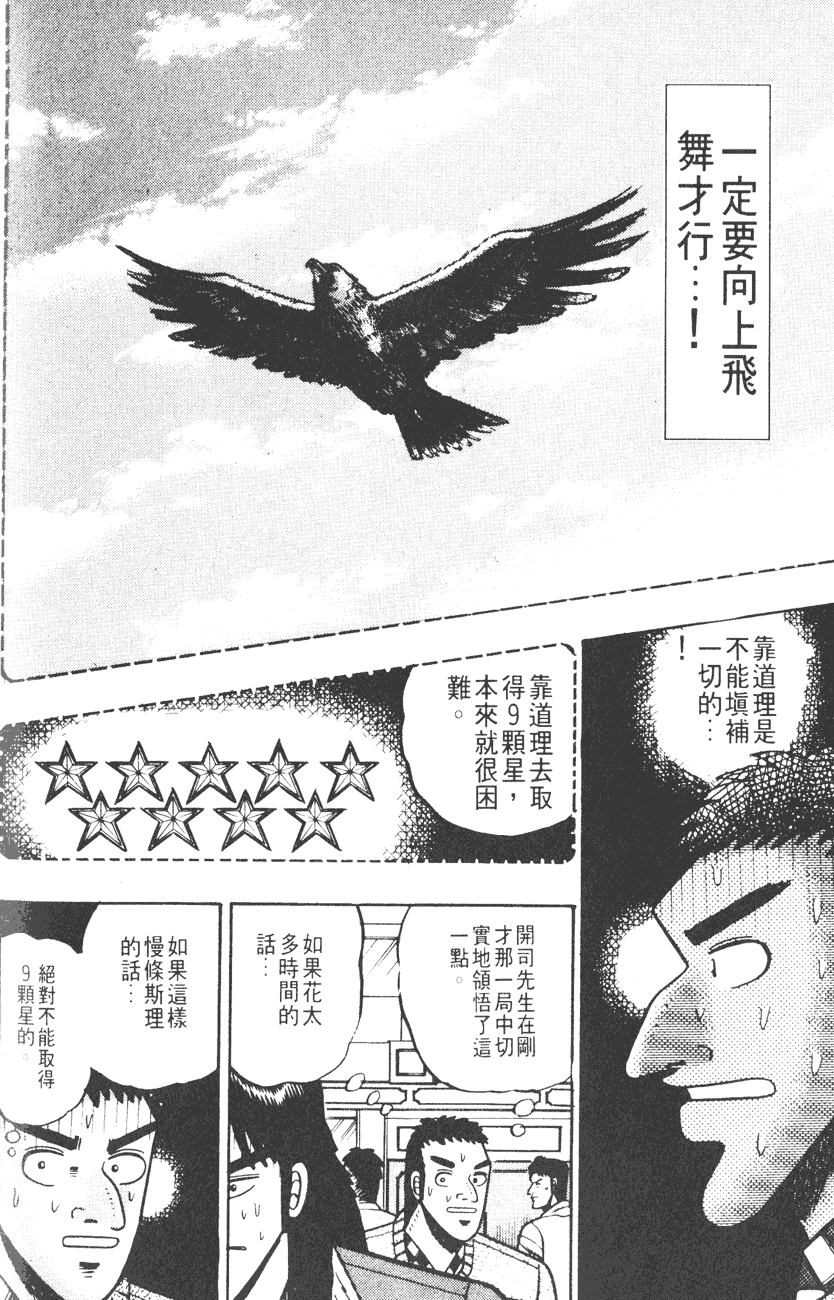 一定要向上飛
舞才行…！
靠道理是
不能填補
一切的…
！
靠道理去取
得9顆星，
本來就很困
難。
開司先生在剛
才那一局中切
實地領悟了這
一點。
如果花太
多時間的
話…
如果這樣
慢條斯理
的話…
絕對不能取得
9顆星的。